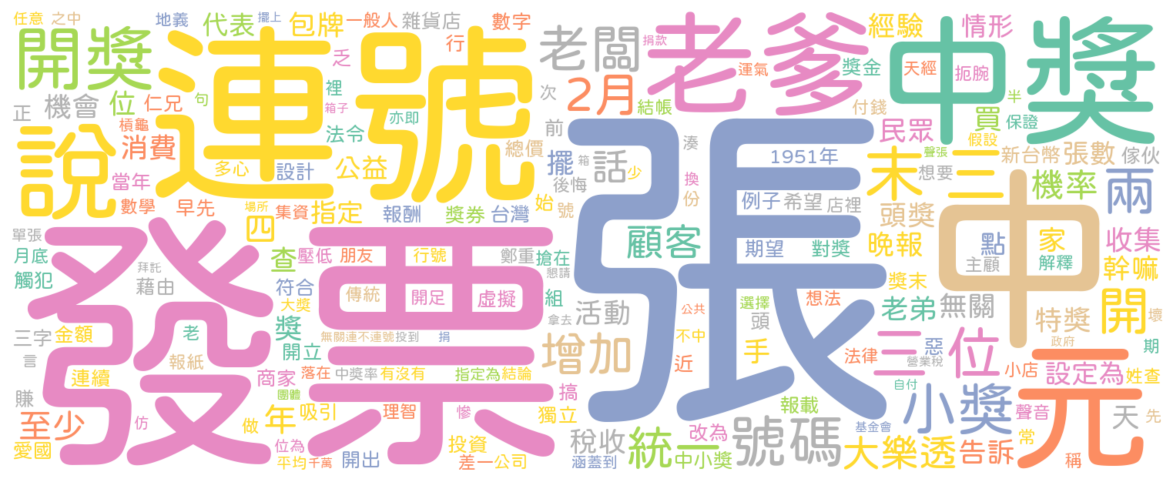 任意 之中 地義 擺上 代表 包牌 一般人 雜貨店 行 數字 老闆 捐款 老爹 經驗 情形 中獎
開獎 連號 乏 裡 箱子 2月 運氣 獎金 天經 扼腕 半
正 機會 位 仁兄 句 亦即 次 結帳 付錢 買 保證
說 槓龜 消費 法令 總價 前 湊 民眾 假設
當年 多心 設計 公益 擺 箱 話 少 1951年 聲張 末 三 新台幣 張數 傢伙
數學 早先 場所 集資 指定 報酬 獎券 台灣 後悔 始 號 換 份 例子 希望 店裡 想要 頭獎 機率 兩
單張 四 發票 張 中 顧客
月底 查 壓低 朋友 行號 鄭重 搶在 期望 對獎 晚報 點 家 收集
觸犯 拜託 藉由 符合 傳統 開足 虛擬 懇請 組 主顧 解釋 幹嘛
三字 金額 老 獎 大獎 無關連不連號 投到 捐 拿去 活動 公共 選擇 想法 獎末 老弟 無關 開 壞
言 報紙 開立 中獎率 有沒有 指定為 結論 增加 不中 頭 手 政府 特獎
賺 連續 商家 落在 近 法律 三位 惡 營業稅 小店 期
至少 仿 做 年 團體 吸引 理智 慘 搞 獨立 報載 自付 小獎 設定為 姓查 元
愛國 位為 平均 千萬 開出 投資 差一 公司 稅收 涵蓋到 統 改為 中小獎 號碼 基金會 大樂透 告訴 聲音 常 天 先 稱